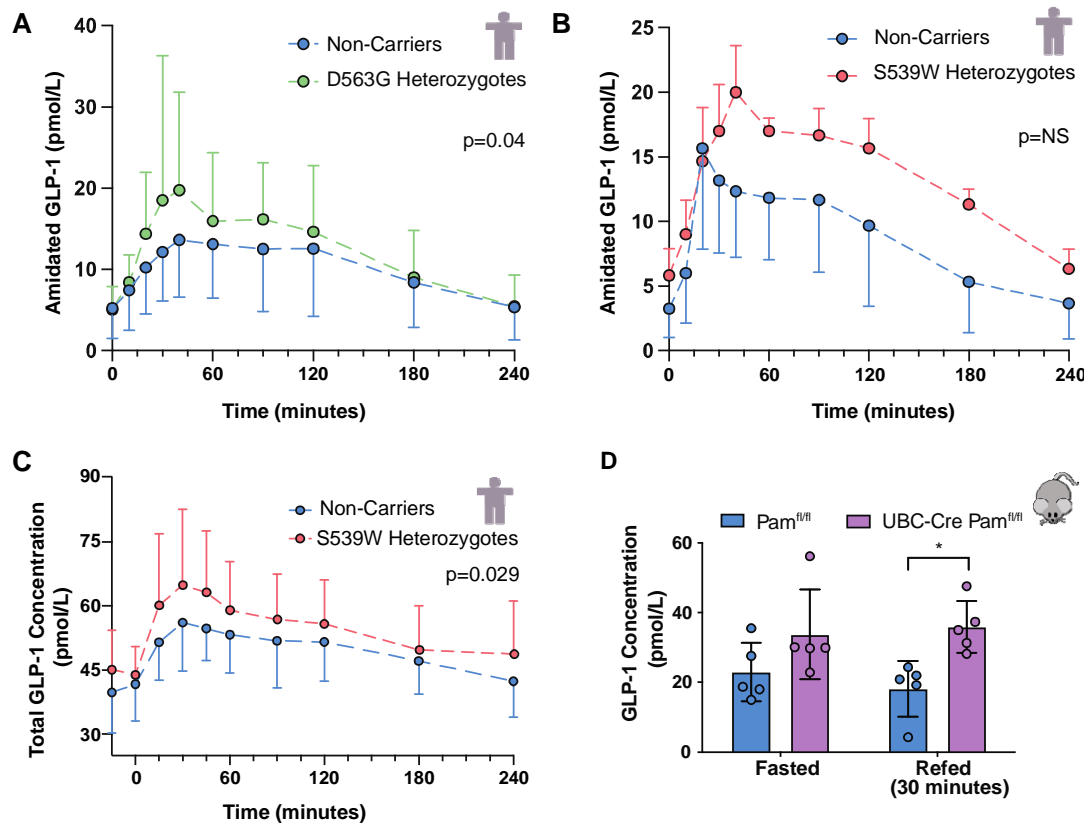 A
Amidated GLP-1 (pmol/L)
40
30
20
10
0
Non-Carriers
D563G Heterozygotes
p=0.04
0 60 120 180 240
Time (minutes)
B
Amidated GLP-1 (pmol/L)
25
20
15
10
5
0
Non-Carriers
S539W Heterozygotes
p=NS
0 60 120 180 240
Time (minutes)
C
Total GLP-1 Concentration
(pmol/L)
90
75
60
45
30
Non-Carriers
S539W Heterozygotes
p=0.029
0 60 120 180 240
Time (minutes)
D
Pam^fl/fl UBC-Cre Pam^fl/fl
GLP-1 Concentration
(pmol/L)
60
40
20
0
*
Fasted Refed
(30 minutes)